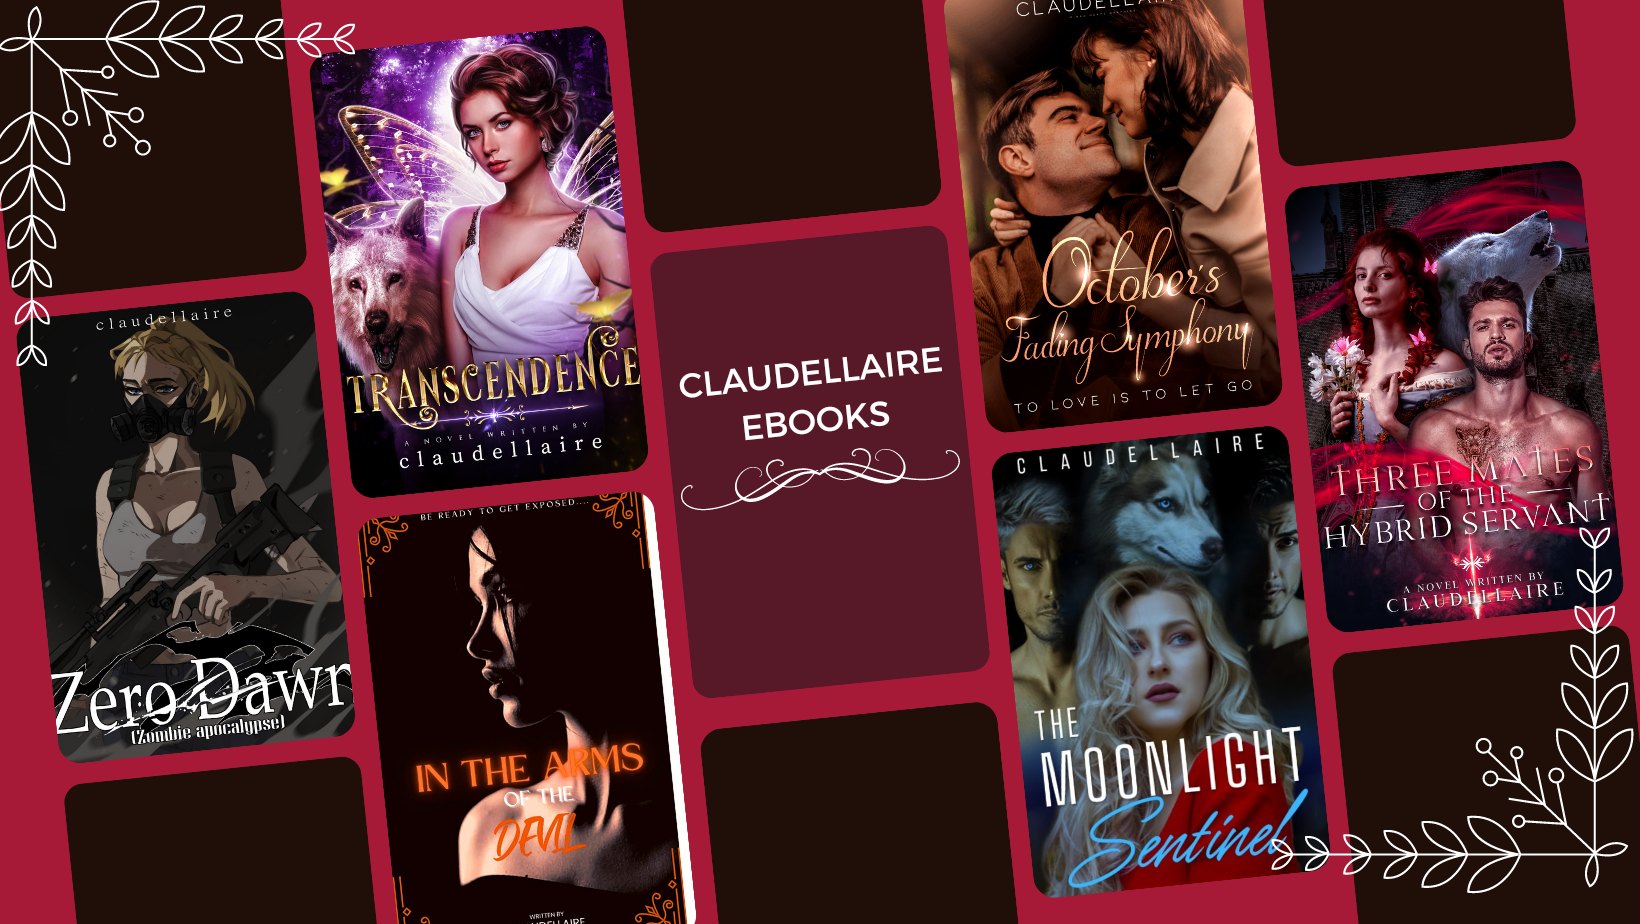 claudellaire
Zero Dawn
(Zombie apocalypse)
TRANSCENDENCE
A NOVEL WRITTEN BY
claudellaire
BE READY TO GET EXPOSED....
IN THE ARMS
OF THE
DEVIL
WRITTEN BY
CLAUDELLAIRE
EBOOKS
CLAUDELLAIR
October's
Fading Symphony
TO LOVE IS TO LET GO
CLAUDELLAIRE
THE
MOONLIGHT
Sentinel
THREE MATES
OF THE
HYBRID SERVANT
A NOVEL WRITTEN BY
CLAUDELLAIRE